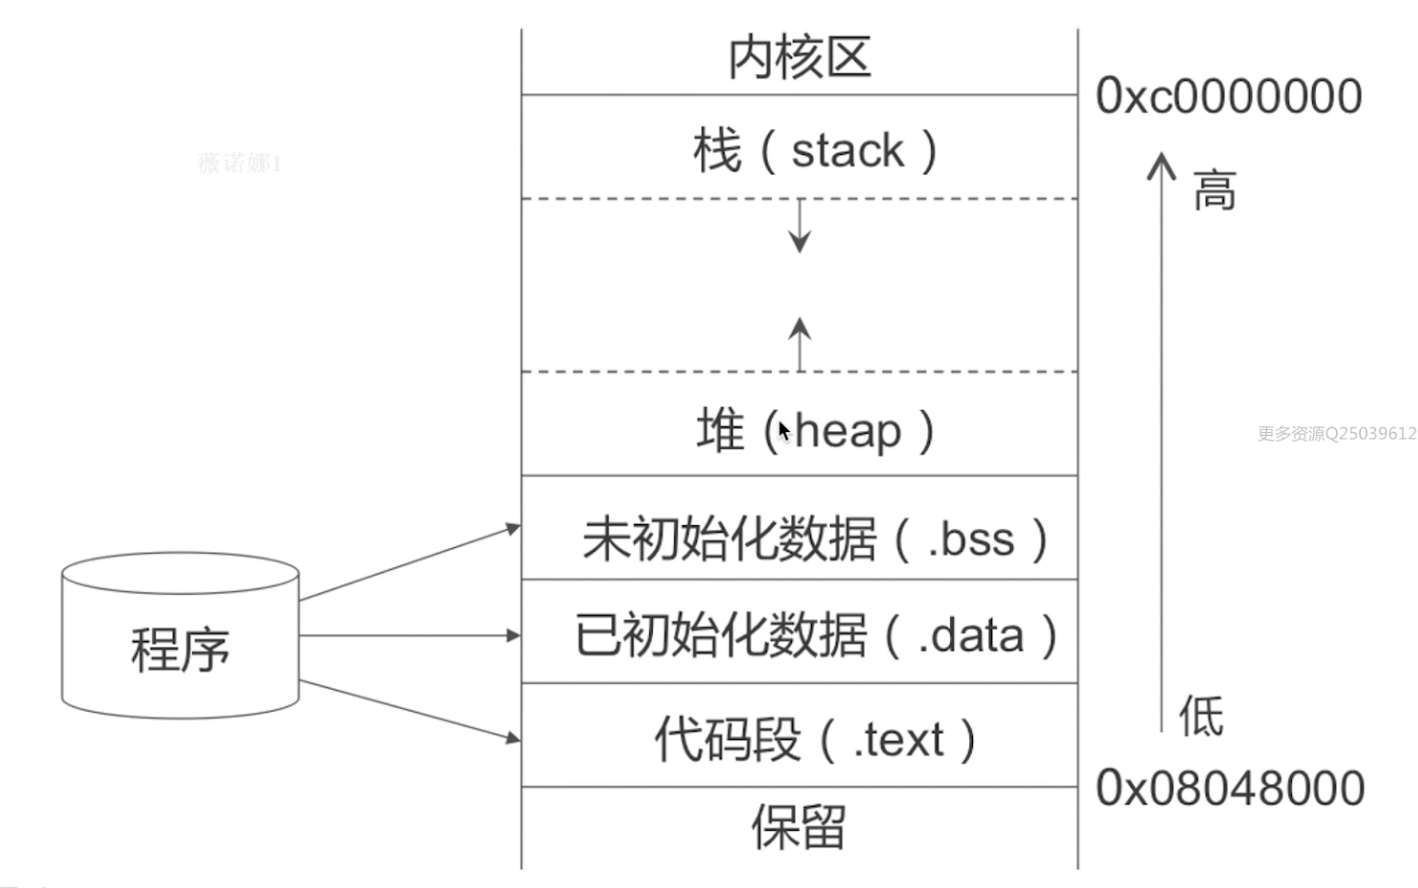 内核区
0xc0000000
栈（stack）
薇诺娜1
高
堆（heap）
更多资源Q25039612
未初始化数据（.bss）
程序
已初始化数据（.data）
低
代码段（.text）
0x08048000
保留